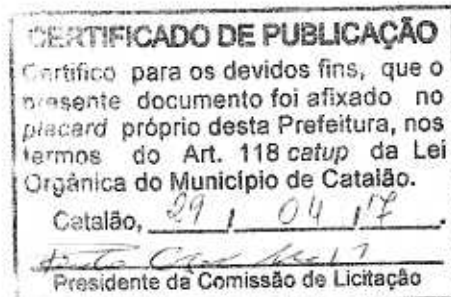 CERTIFICADO DE PUBLICAÇÃO
Certifico para os devidos fins, que o
presente documento foi afixado no
placard próprio desta Prefeitura, nos
termos do Art. 118 catup da Lei
Orgânica do Município de Catalão.
Catalão, 29 / 04 / 17.
Presidente da Comissão de Licitação